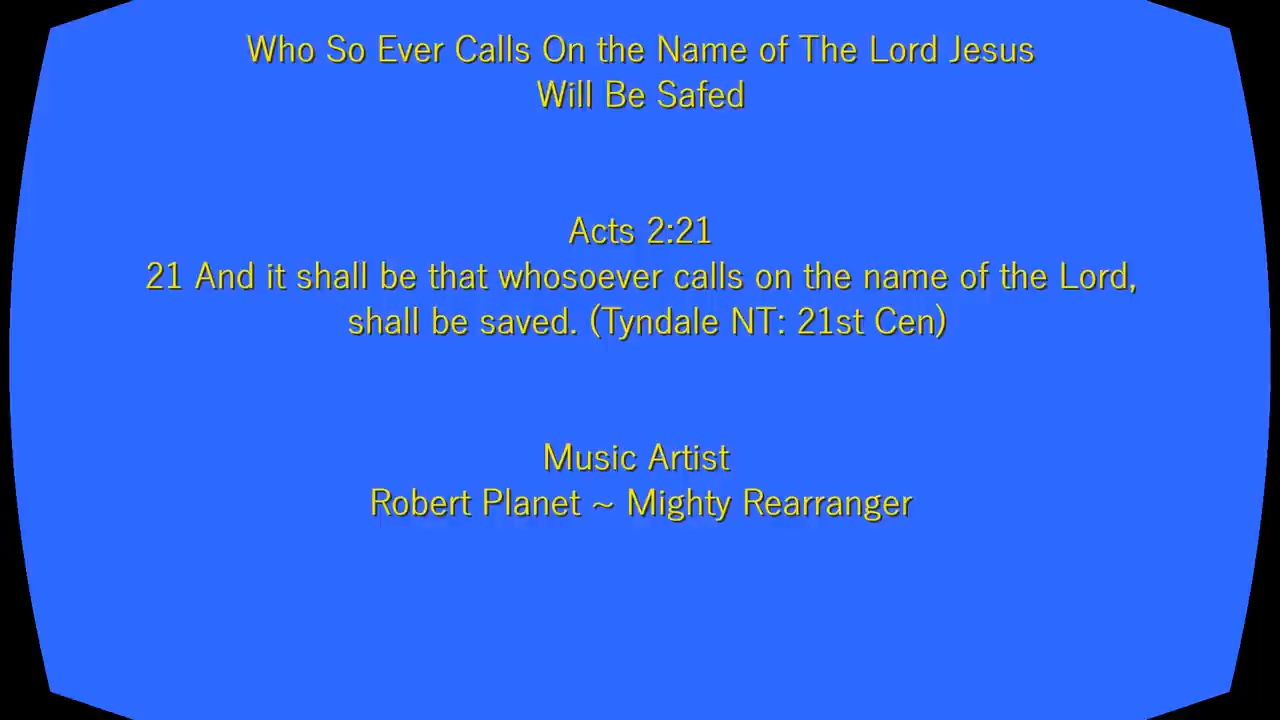 Who So Ever Calls On the Name of The Lord Jesus
Will Be Safed
Acts 2:21
21 And it shall be that whosoever calls on the name of the Lord,
shall be saved. (Tyndale NT: 21st Cen)
Music Artist
Robert Planet ~ Mighty Rearranger